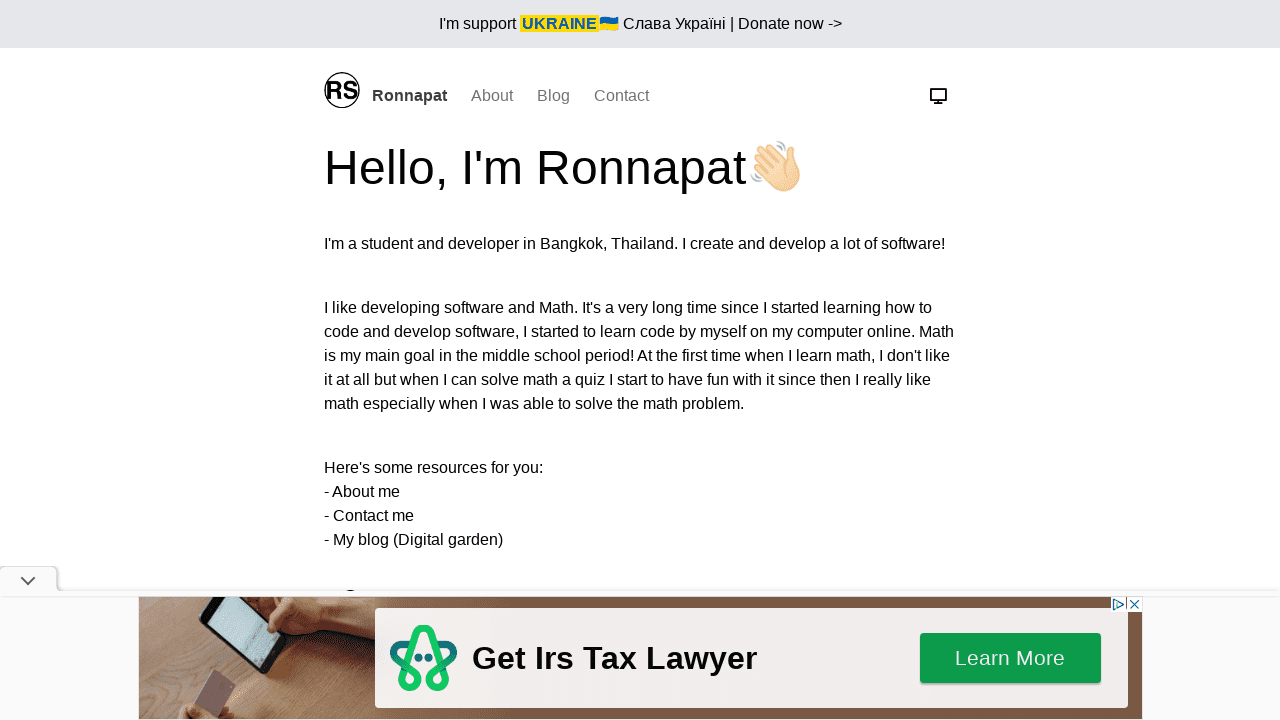 I'm support UKRAINE🇺🇦 Слава Україні | Donate now ->
RS
Ronnapat About Blog Contact
Hello, I'm Ronnapat👋🏻
I'm a student and developer in Bangkok, Thailand. I create and develop a lot of software!
I like developing software and Math. It's a very long time since I started learning how to
code and develop software, I started to learn code by myself on my computer online. Math
is my main goal in the middle school period! At the first time when I learn math, I don't like
it at all but when I can solve math a quiz I start to have fun with it since then I really like
math especially when I was able to solve the math problem.
Here's some resources for you:
- About me
- Contact me
- My blog (Digital garden)
Get Irs Tax Lawyer
Learn More